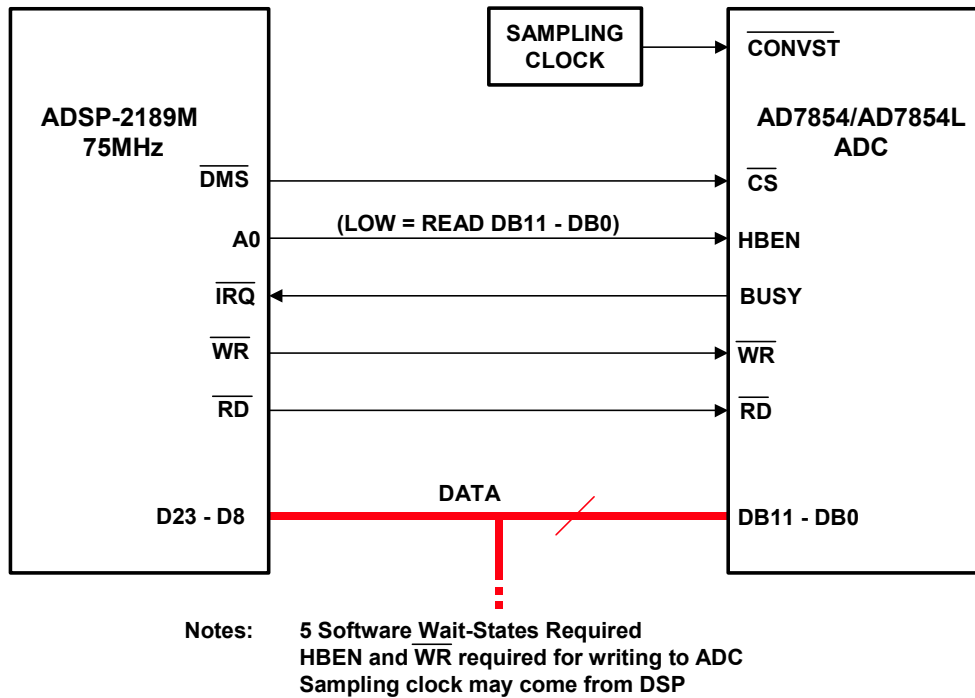 SAMPLING
CLOCK
CONVST
ADSP-2189M
75MHz
AD7854/AD7854L
ADC
DMS
CS
A0
(LOW = READ DB11 - DB0)
HBEN
IRQ
BUSY
WR
WR
RD
RD
DATA
D23 - D8
DB11 - DB0
Notes:
5 Software Wait-States Required
HBEN and WR required for writing to ADC
Sampling clock may come from DSP